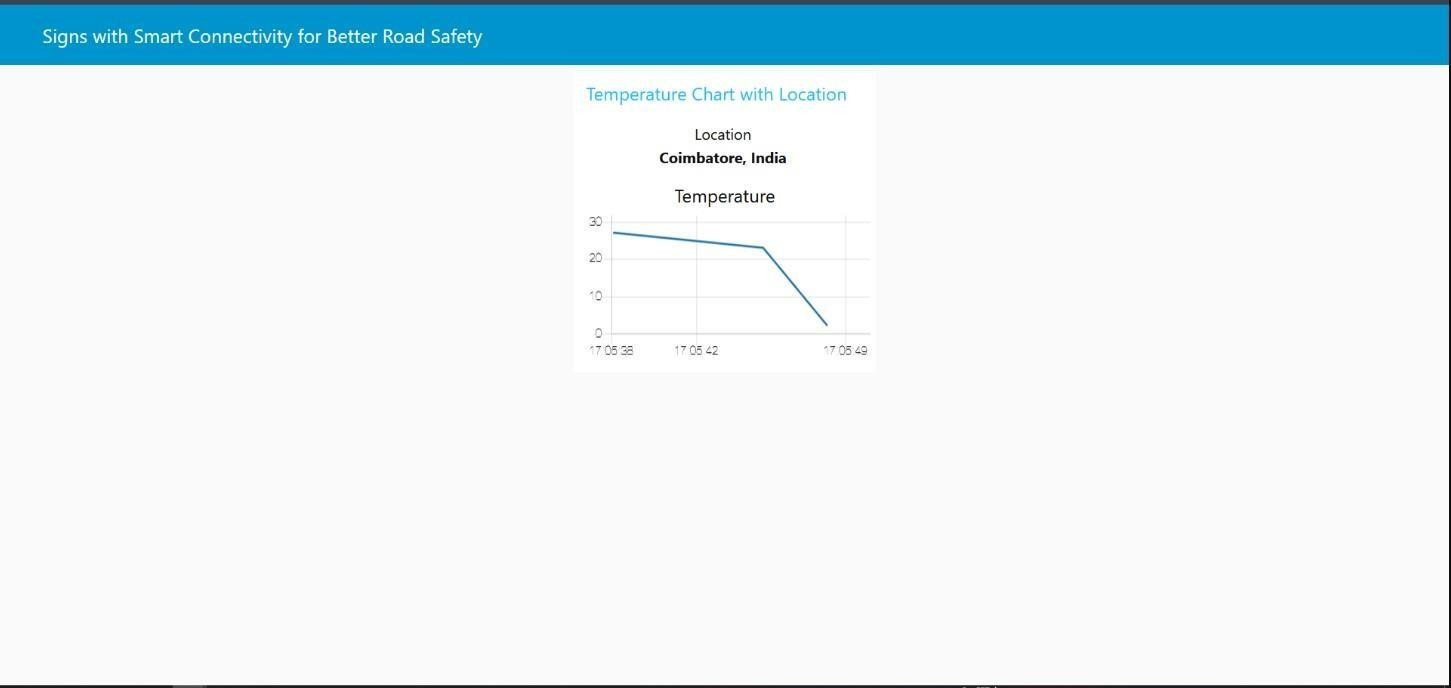 Signs with Smart Connectivity for Better Road Safety
Temperature Chart with Location
Location
Coimbatore, India
Temperature
30
20
10
0
17:05:38 17:05:42 17:05:49